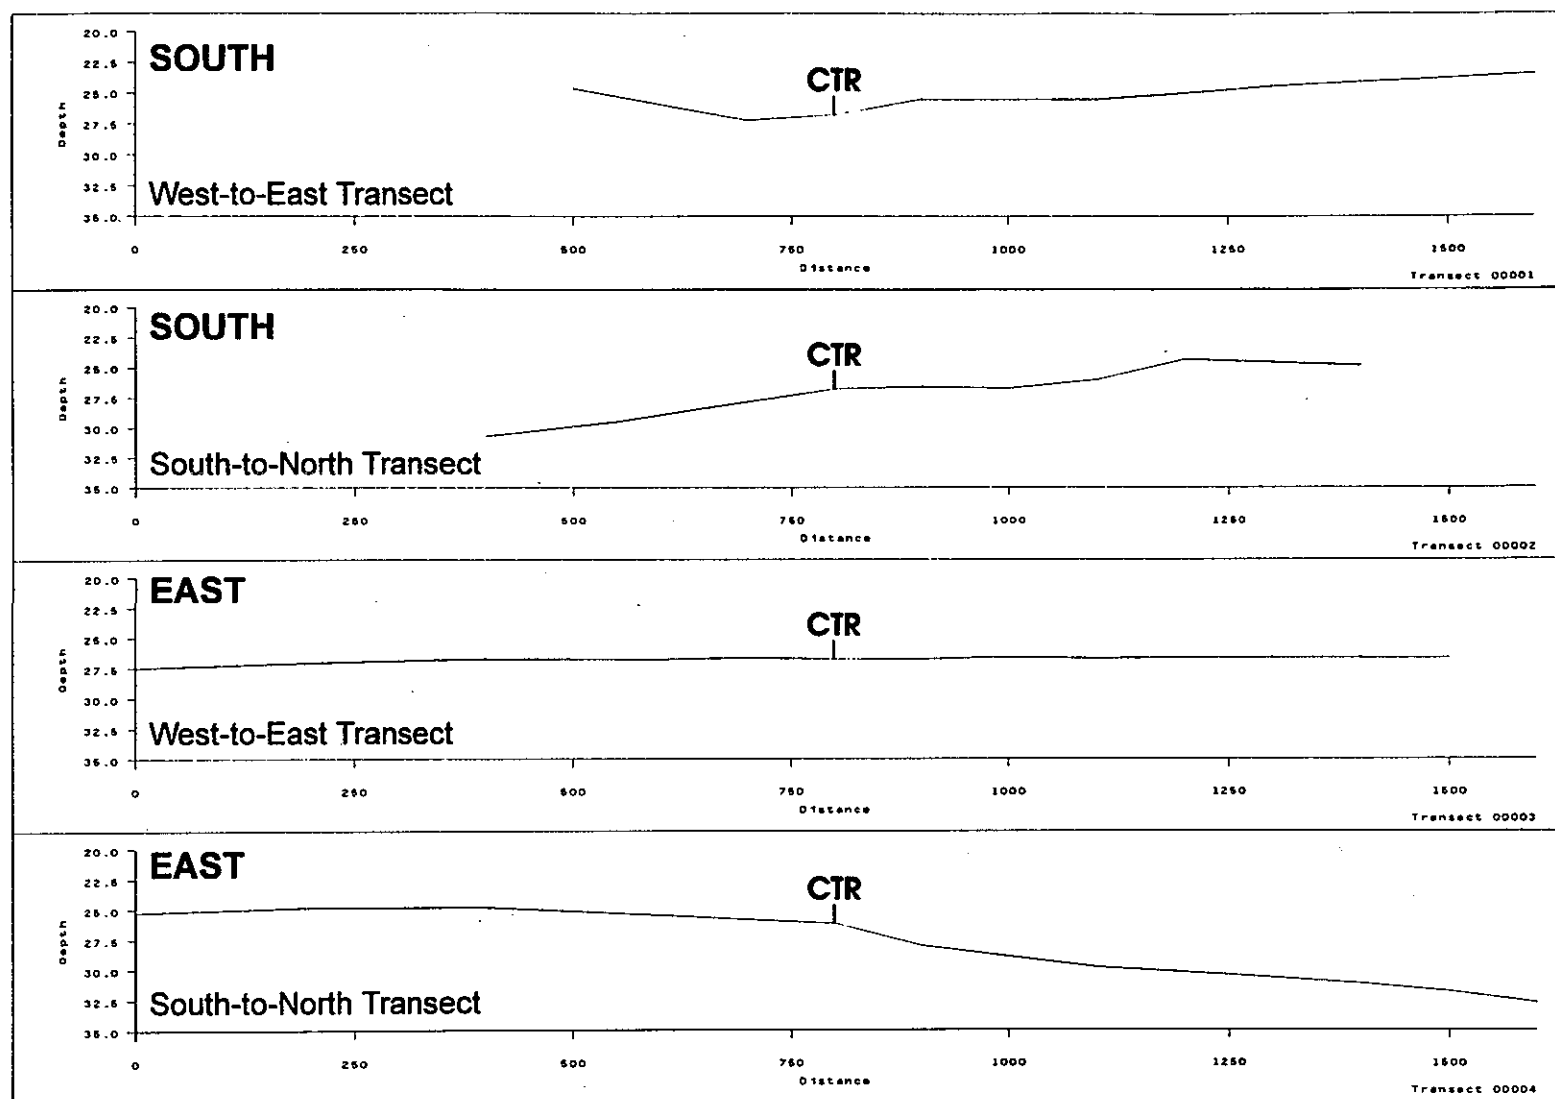 20.0
SOUTH
22.5
CTR
25.0
Depth
27.5
30.0
32.5
West-to-East Transect
35.0
0 250 500 750 1000 1250 1500
Distance
Transect 00001
20.0
SOUTH
22.5
CTR
25.0
Depth
27.5
30.0
32.5
South-to-North Transect
35.0
0 250 500 750 1000 1250 1500
Distance
Transect 00002
20.0
EAST
22.5
CTR
25.0
Depth
27.5
30.0
32.5
West-to-East Transect
35.0
0 250 500 750 1000 1250 1500
Distance
Transect 00003
20.0
EAST
22.5
CTR
25.0
Depth
27.5
30.0
32.5
South-to-North Transect
35.0
0 250 500 750 1000 1250 1500
Distance
Transect 00004